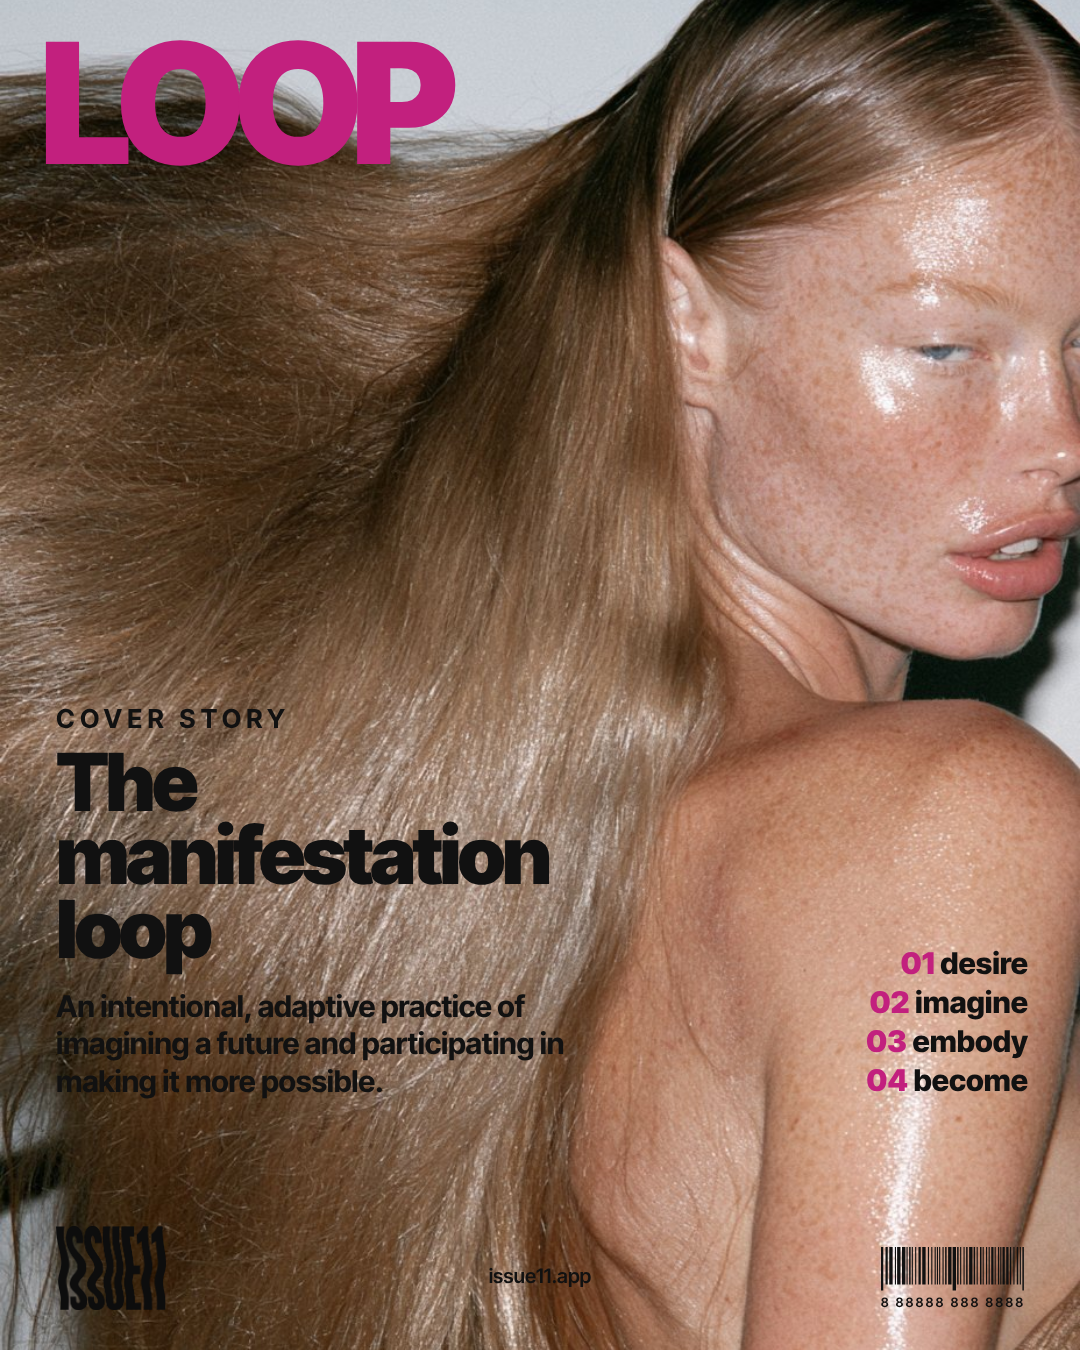 LOOP
COVER STORY
The
manifestation
loop
An intentional, adaptive practice of
imagining a future and participating in
making it more possible.
01 desire
02 imagine
03 embody
04 become
ISSUE11
issue11.app
8 88888 888 8888